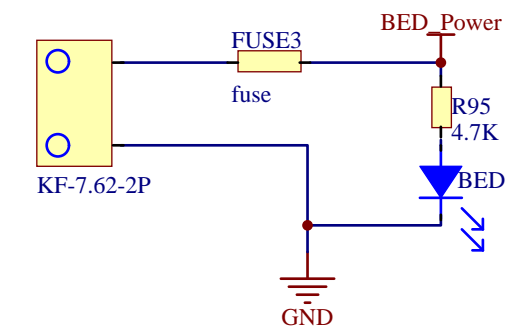 BED_Power
FUSE3
fuse
R95
4.7K
KF-7.62-2P
BED
GND